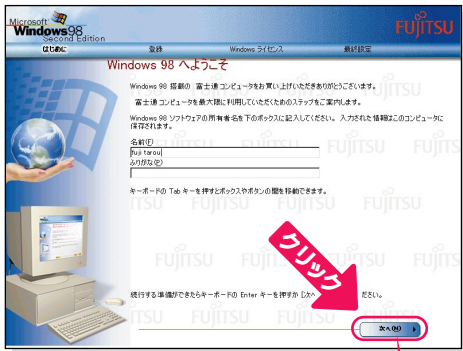 Microsoft
Windows98
Second Edition
FUJITSU
はじめに 登録 Windows ライセンス 最終設定
Windows 98 へようこそ
Windows 98 搭載の 富士通 コンピュータをお買い上げいただきありがとうございます。
富士通 コンピュータを最大限に利用していただくためのステップをご案内します。
Windows 98 ソフトウェアの所有者名を下のボックスに記入してください。 入力された情報はこのコンピュータに
保存されます。
名前(F)
fuji tarou
ふりがな(P)
キーボードの Tab キーを押すとボックスやボタンの間を移動できます。
クリック
続行する準備ができたらキーボードの Enter キーを押すか [次へ ださい。
次へ(N)